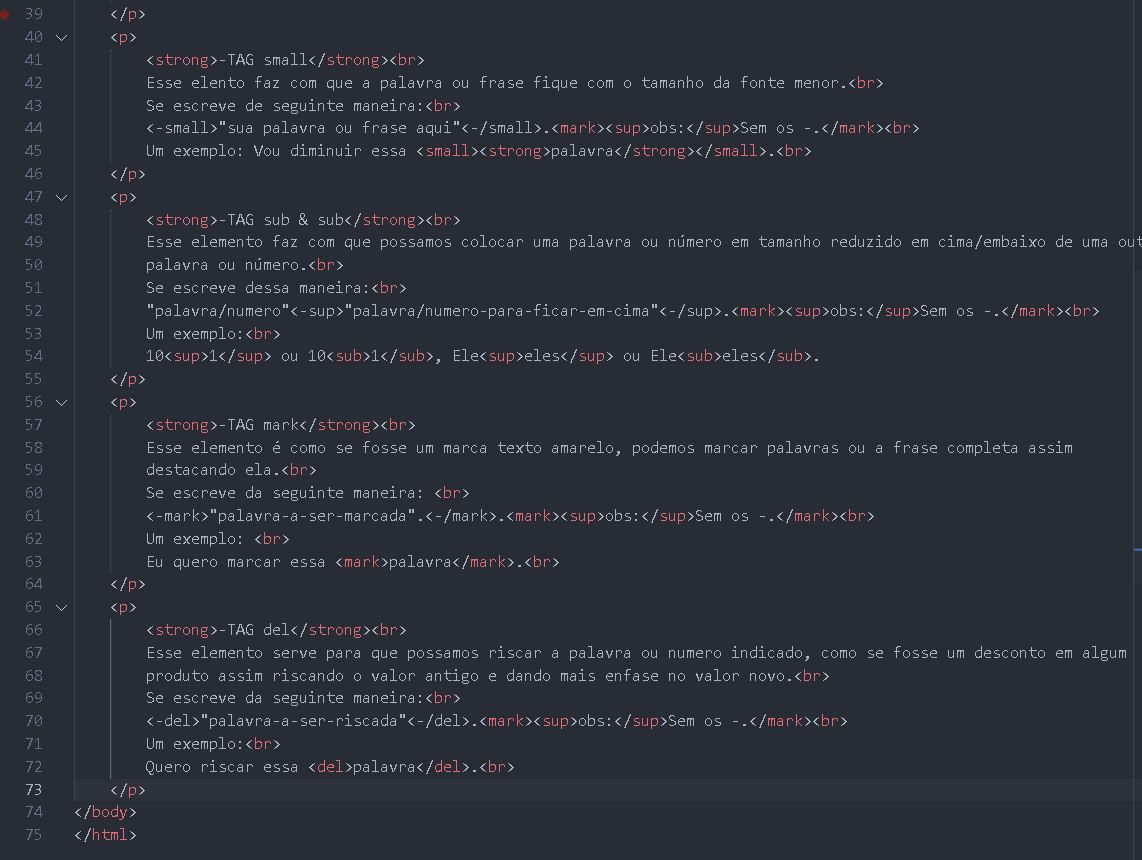 39 </p>
40 <p>
41 <strong>-TAG small</strong><br>
42 Esse elento faz com que a palavra ou frase fique com o tamanho da fonte menor.<br>
43 Se escreve de seguinte maneira:<br>
44 <-small>"sua palavra ou frase aqui"<-/small>.<mark><sup>obs:</sup>Sem os -.</mark><br>
45 Um exemplo: Vou diminuir essa <small><strong>palavra</strong></small>.<br>
46 </p>
47 <p>
48 <strong>-TAG sub & sub</strong><br>
49 Esse elemento faz com que possamos colocar uma palavra ou número em tamanho reduzido em cima/embaixo de uma out
50 palavra ou número.<br>
51 Se escreve dessa maneira:<br>
52 "palavra/numero"<-sup>"palavra/numero-para-ficar-em-cima"<-/sup>.<mark><sup>obs:</sup>Sem os -.</mark><br>
53 Um exemplo:<br>
54 10<sup>1</sup> ou 10<sub>1</sub>, Ele<sup>eles</sup> ou Ele<sub>eles</sub>.
55 </p>
56 <p>
57 <strong>-TAG mark</strong><br>
58 Esse elemento é como se fosse um marca texto amarelo, podemos marcar palavras ou a frase completa assim
59 destacando ela.<br>
60 Se escreve da seguinte maneira: <br>
61 <-mark>"palavra-a-ser-marcada".<-/mark>.<mark><sup>obs:</sup>Sem os -.</mark><br>
62 Um exemplo: <br>
63 Eu quero marcar essa <mark>palavra</mark>.<br>
64 </p>
65 <p>
66 <strong>-TAG del</strong><br>
67 Esse elemento serve para que possamos riscar a palavra ou numero indicado, como se fosse um desconto em algum
68 produto assim riscando o valor antigo e dando mais enfase no valor novo.<br>
69 Se escreve da seguinte maneira:<br>
70 <-del>"palavra-a-ser-riscada"<-/del>.<mark><sup>obs:</sup>Sem os -.</mark><br>
71 Um exemplo:<br>
72 Quero riscar essa <del>palavra</del>.<br>
73 </p>
74 </body>
75 </html>